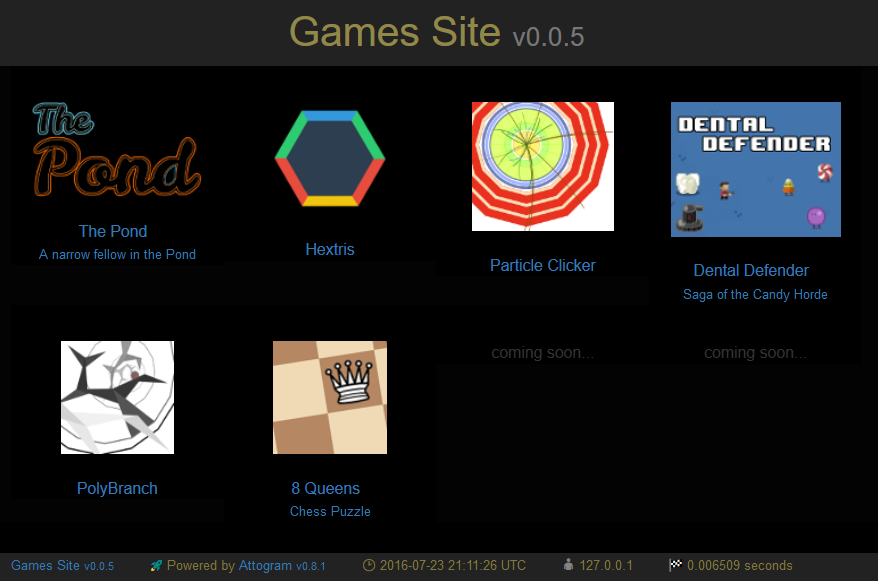 Games Site v0.0.5
The Pond
DENTAL DEFENDER
The Pond
A narrow fellow in the Pond
Hextris
Particle Clicker
Dental Defender
Saga of the Candy Horde
coming soon...
coming soon...
PolyBranch
8 Queens
Chess Puzzle
Games Site v0.0.5 Powered by Attogram v0.8.1 2016-07-23 21:11:26 UTC 127.0.0.1 0.006509 seconds